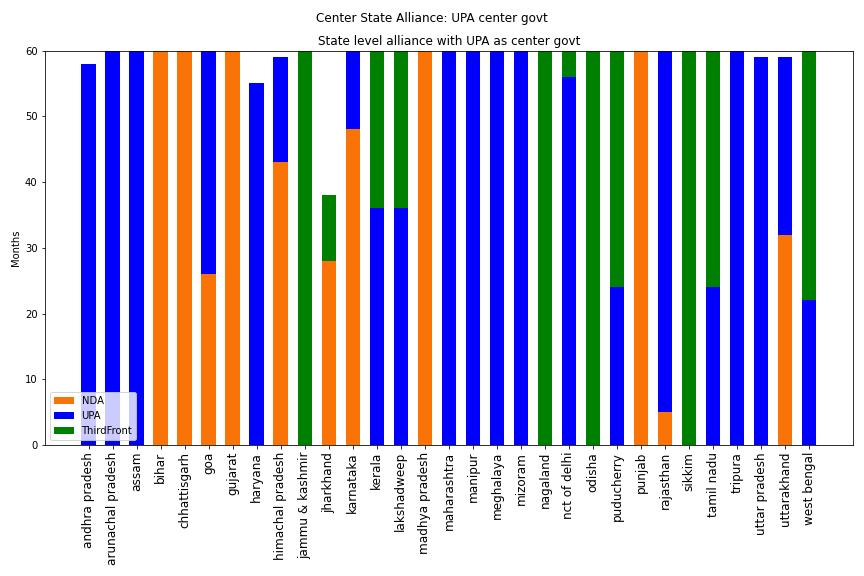 Center State Alliance: UPA center govt
State level alliance with UPA as center govt
60
50
40
30
20
10
0
Months
NDA
UPA
ThirdFront
andhra pradesh
arunachal pradesh
assam
bihar
chhattisgarh
goa
gujarat
haryana
himachal pradesh
jammu & kashmir
jharkhand
karnataka
kerala
lakshadweep
madhya pradesh
maharashtra
manipur
meghalaya
mizoram
nagaland
nct of delhi
odisha
puducherry
punjab
rajasthan
sikkim
tamil nadu
tripura
uttar pradesh
uttarakhand
west bengal